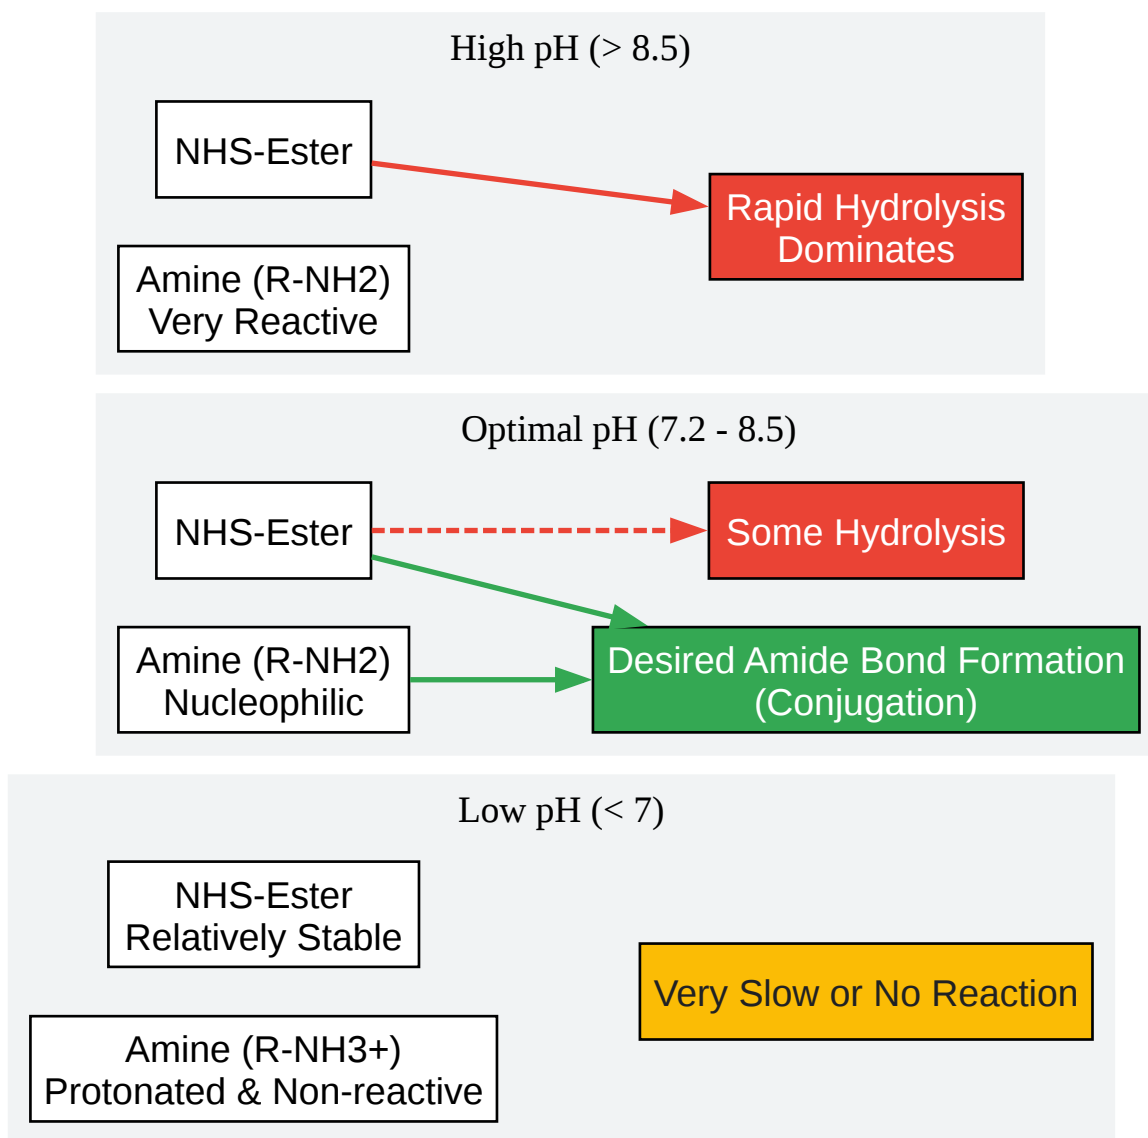 High pH (> 8.5)
NHS-Ester
Rapid Hydrolysis
Dominates
Amine (R-NH2)
Very Reactive
Optimal pH (7.2 - 8.5)
NHS-Ester
Some Hydrolysis
Amine (R-NH2)
Nucleophilic
Desired Amide Bond Formation
(Conjugation)
Low pH (< 7)
NHS-Ester
Relatively Stable
Very Slow or No Reaction
Amine (R-NH3+)
Protonated & Non-reactive